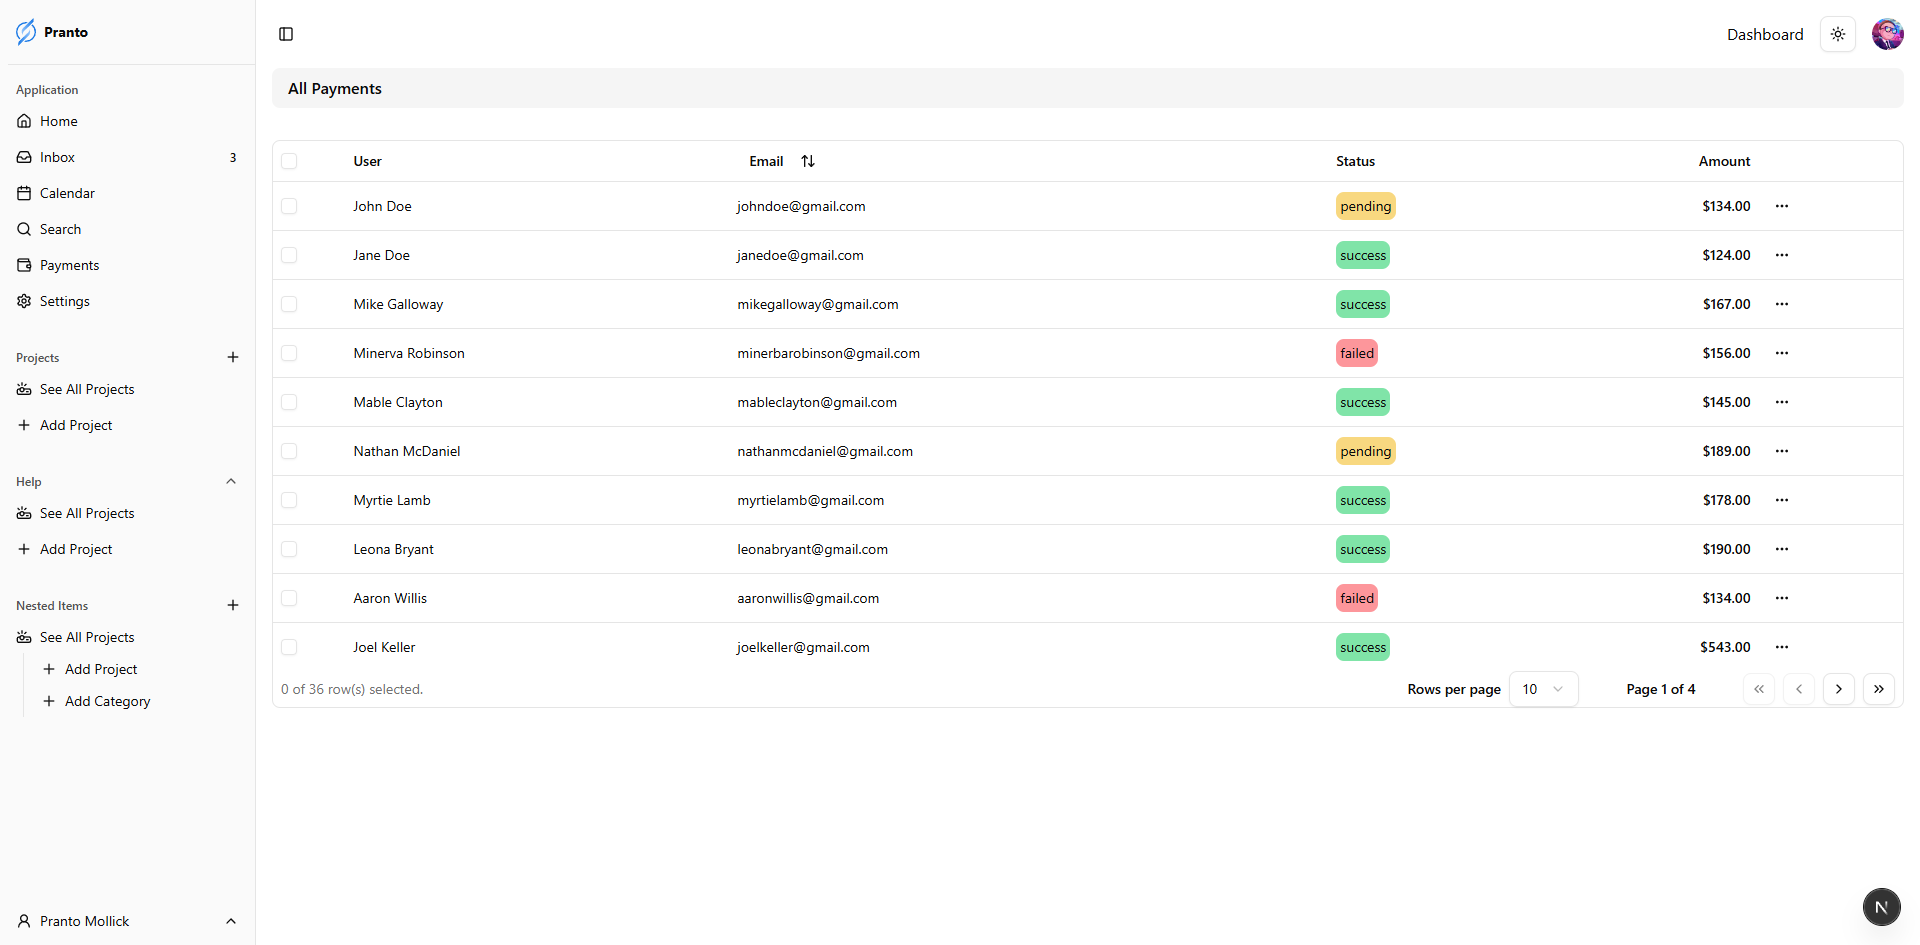 Pranto
Application
Home
Inbox 3
Calendar
Search
Payments
Settings
Projects
See All Projects
Add Project
Help
See All Projects
Add Project
Nested Items
See All Projects
Add Project
Add Category
Pranto Mollick
Dashboard
All Payments
User Email Status Amount
John Doe johndoe@gmail.com pending $134.00
Jane Doe janedoe@gmail.com success $124.00
Mike Galloway mikegalloway@gmail.com success $167.00
Minerva Robinson minerbarobinson@gmail.com failed $156.00
Mable Clayton mableclayton@gmail.com success $145.00
Nathan McDaniel nathanmcdaniel@gmail.com pending $189.00
Myrtie Lamb myrtielamb@gmail.com success $178.00
Leona Bryant leonabryant@gmail.com success $190.00
Aaron Willis aaronwillis@gmail.com failed $134.00
Joel Keller joelkeller@gmail.com success $543.00
0 of 36 row(s) selected. Rows per page 10 Page 1 of 4
N